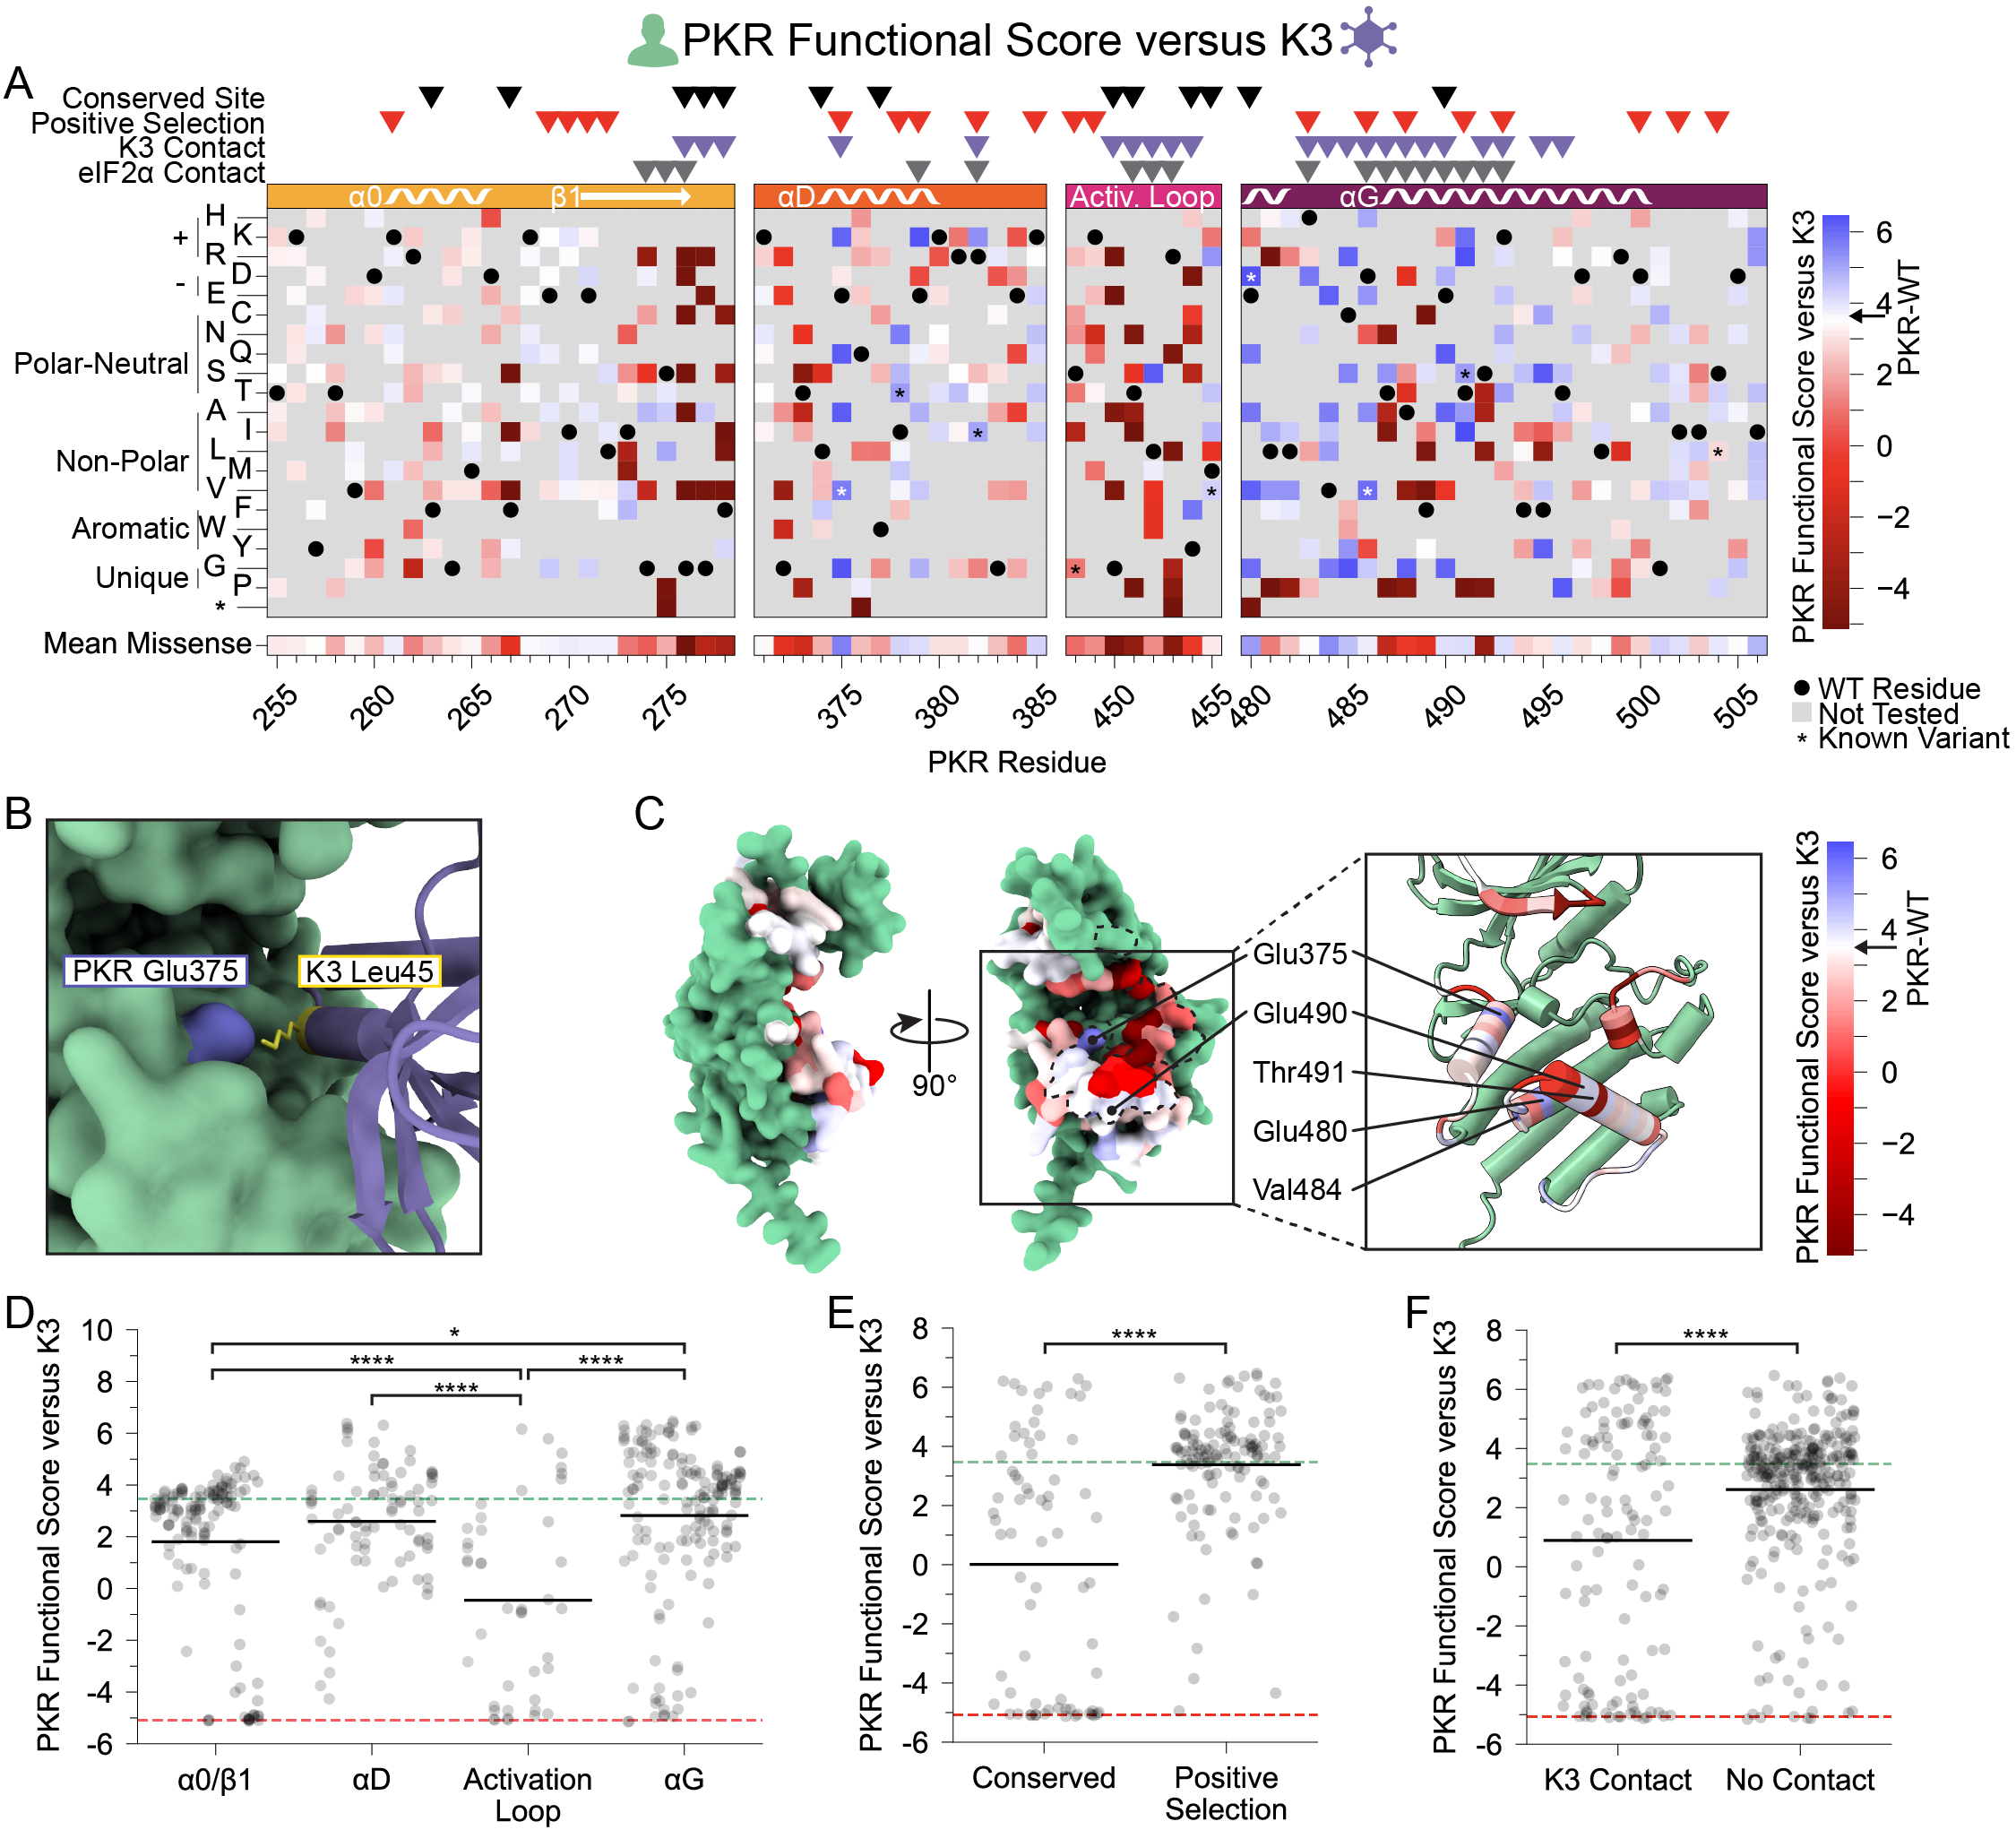 PKR Functional Score versus K3
A
Conserved Site
Positive Selection
K3 Contact
eIF2α Contact
α0
β1
αD
Activ. Loop
αG
+
-
Polar-Neutral
Non-Polar
Aromatic
Unique
H
K
R
D
E
C
N
Q
S
T
A
I
L
M
V
F
W
Y
G
P
*
Mean Missense
255
260
265
270
275
375
380
385
450
455
480
485
490
495
500
505
PKR Residue
PKR Functional Score versus K3
6
4
2
0
−2
−4
PKR-WT
WT Residue
Not Tested
* Known Variant
B
PKR Glu375
K3 Leu45
C
90°
Glu375
Glu490
Thr491
Glu480
Val484
PKR Functional Score versus K3
6
4
2
0
−2
−4
PKR-WT
D
PKR Functional Score versus K3
10
8
6
4
2
0
-2
-4
-6
*
****
****
****
α0/β1
αD
Activation
Loop
αG
E
PKR Functional Score versus K3
8
6
4
2
0
-2
-4
-6
****
Conserved
Positive
Selection
F
PKR Functional Score versus K3
8
6
4
2
0
-2
-4
-6
****
K3 Contact
No Contact